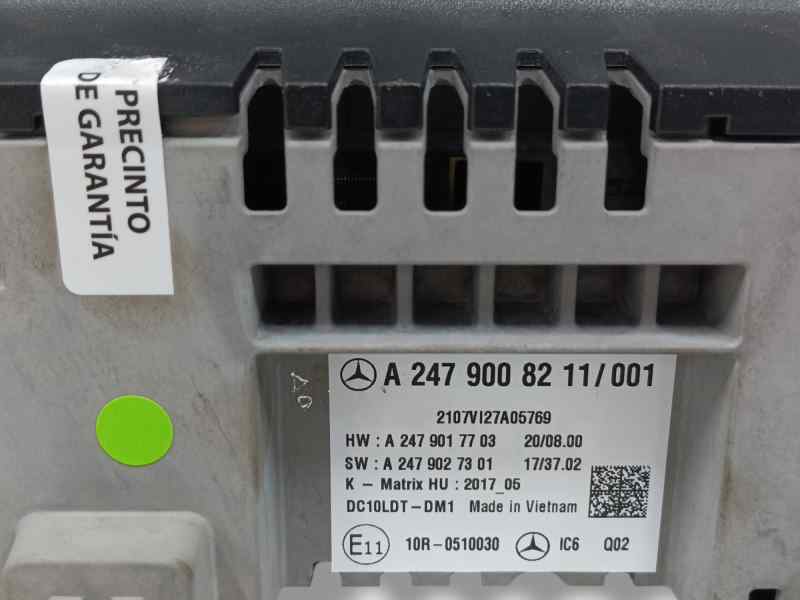 PRECINTO
DE GARANTÍA
A 247 900 82 11/001
2107VI27A05769
HW : A 247 901 77 03 20/08.00
SW : A 247 902 73 01 17/37.02
K - Matrix HU : 2017_05
DC10LDT-DM1 Made in Vietnam
E11 10R-0510030 IC6 Q02